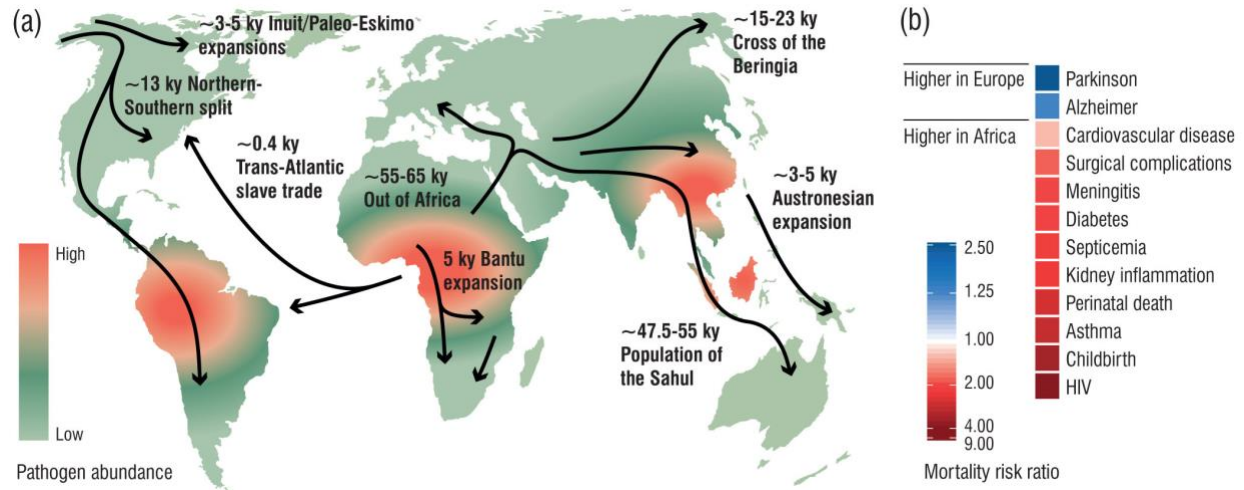 (a)
~3-5 ky Inuit/Paleo-Eskimo
expansions
~13 ky Northern-
Southern split
~0.4 ky
Trans-Atlantic
slave trade
~55-65 ky
Out of Africa
5 ky Bantu
expansion
~15-23 ky
Cross of the
Beringia
~3-5 ky
Austronesian
expansion
~47.5-55 ky
Population of
the Sahul
High
Low
Pathogen abundance
(b)
Higher in Europe
Higher in Africa
Parkinson
Alzheimer
Cardiovascular disease
Surgical complications
Meningitis
Diabetes
Septicemia
Kidney inflammation
Perinatal death
Asthma
Childbirth
HIV
2.50
1.25
1.00
2.00
4.00
9.00
Mortality risk ratio